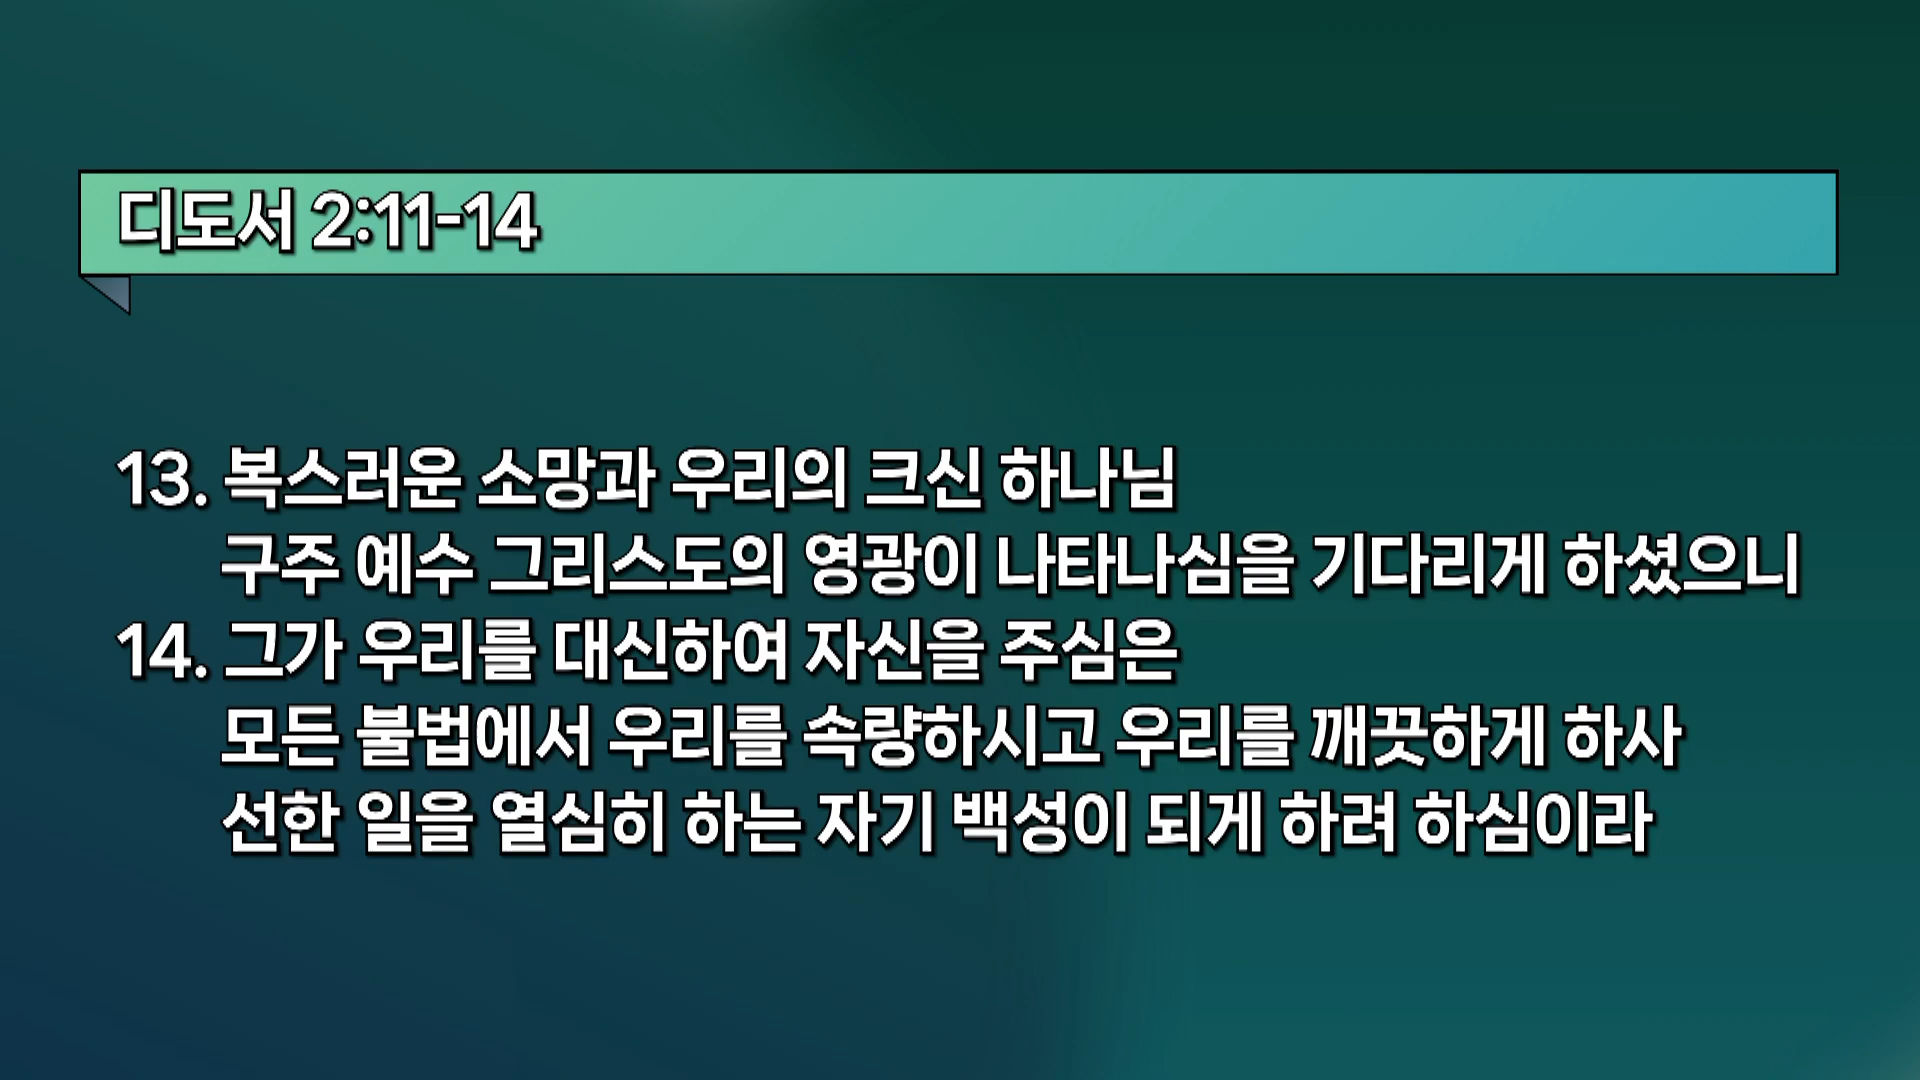 디도서 2:11-14
13. 복스러운 소망과 우리의 크신 하나님
구주 예수 그리스도의 영광이 나타나심을 기다리게 하셨으니
14. 그가 우리를 대신하여 자신을 주심은
모든 불법에서 우리를 속량하시고 우리를 깨끗하게 하사
선한 일을 열심히 하는 자기 백성이 되게 하려 하심이라